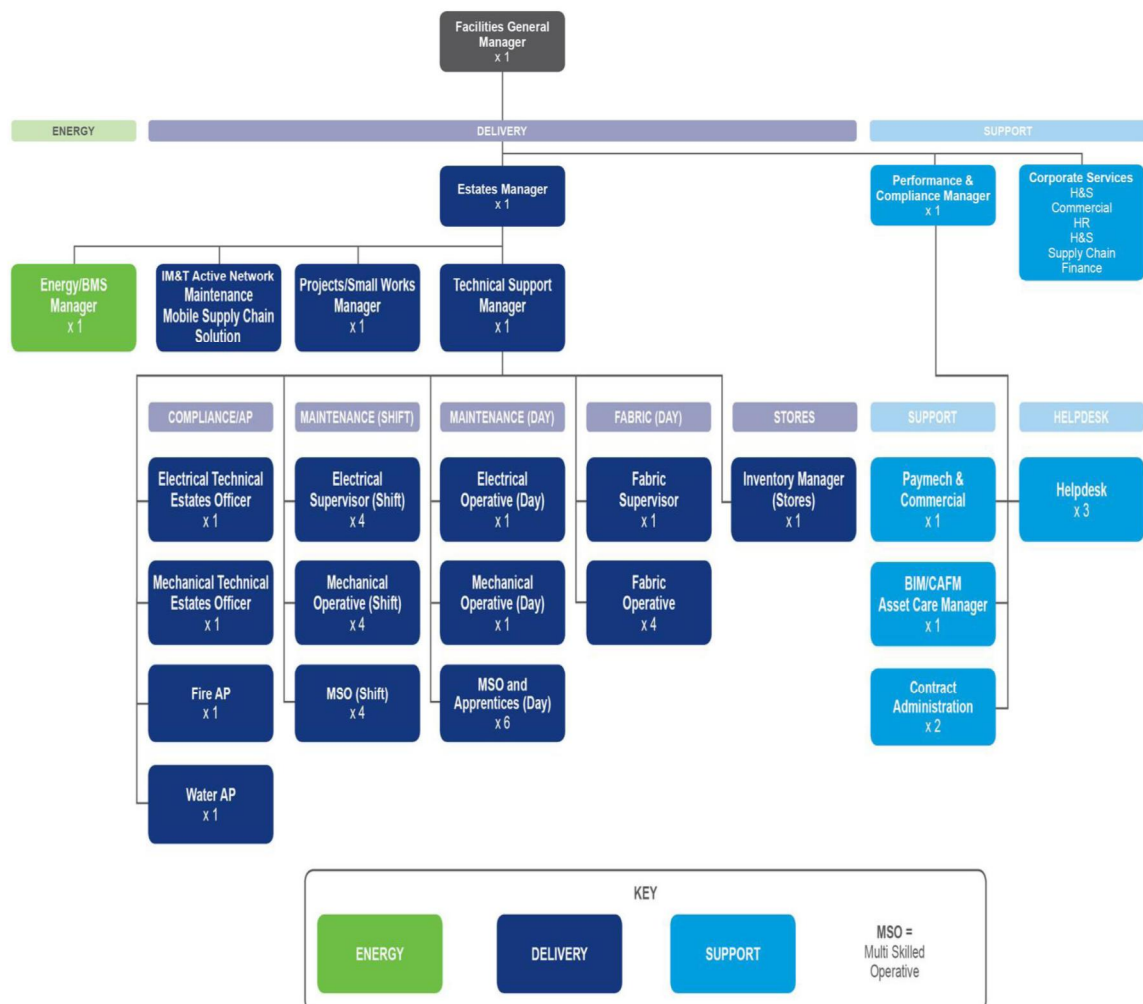 Facilities General
Manager
x 1
ENERGY
DELIVERY
SUPPORT
Estates Manager
x 1
Performance &
Compliance Manager
x 1
Corporate Services
H&S
Commercial
HR
H&S
Supply Chain
Finance
Energy/BMS
Manager
x 1
IM&T Active Network
Maintenance
Mobile Supply Chain
Solution
Projects/Small Works
Manager
x 1
Technical Support
Manager
x 1
COMPLIANCE/AP
MAINTENANCE (SHIFT)
MAINTENANCE (DAY)
FABRIC (DAY)
STORES
SUPPORT
HELPDESK
Electrical Technical
Estates Officer
x 1
Electrical
Supervisor (Shift)
x 4
Electrical
Operative (Day)
x 1
Fabric
Supervisor
x 1
Inventory Manager
(Stores)
x 1
Paymech &
Commercial
x 1
Helpdesk
x 3
Mechanical Technical
Estates Officer
x 1
Mechanical
Operative (Shift)
x 4
Mechanical
Operative (Day)
x 1
Fabric
Operative
x 4
BIM/CAFM
Asset Care Manager
x 1
Fire AP
x 1
MSO (Shift)
x 4
MSO and
Apprentices (Day)
x 6
Contract
Administration
x 2
Water AP
x 1
KEY
ENERGY
DELIVERY
SUPPORT
MSO =
Multi Skilled
Operative